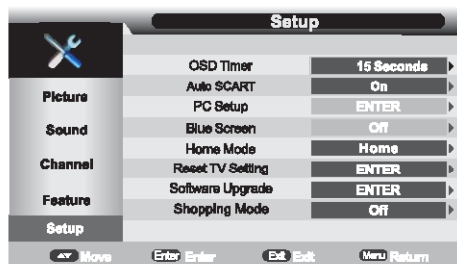 Setup
OSD Timer 15 Seconds
Auto SCART On
PC Setup ENTER
Blue Screen Off
Home Mode Home
Reset TV Setting ENTER
Software Upgrade ENTER
Shopping Mode Off
Picture
Sound
Channel
Feature
Setup
Move Enter Enter Exit Exit Menu Return